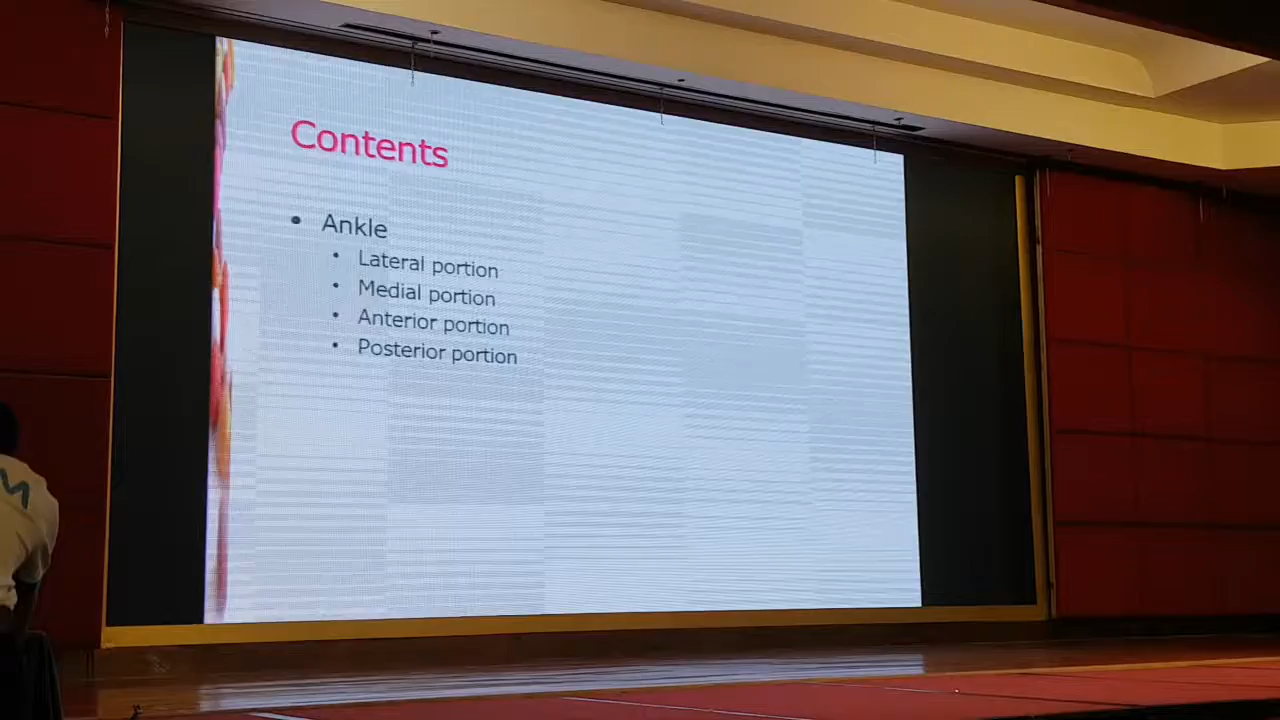 Contents
• Ankle
• Lateral portion
• Medial portion
• Anterior portion
• Posterior portion
M